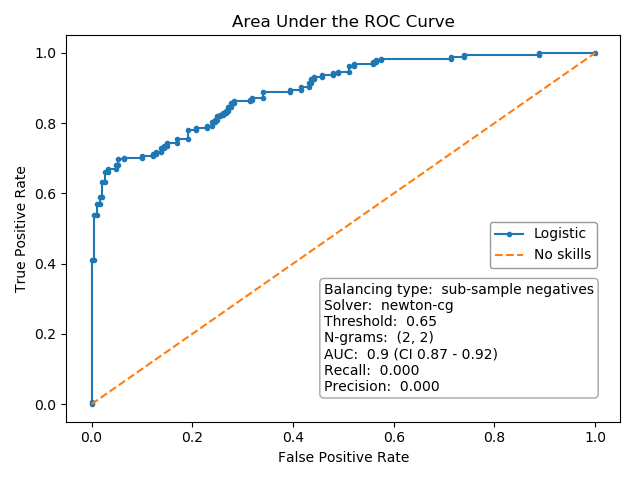 Area Under the ROC Curve
True Positive Rate
1.0
0.8
0.6
0.4
0.2
0.0
Logistic
No skills
Balancing type:  sub-sample negatives
Solver:  newton-cg
Threshold:  0.65
N-grams:  (2, 2)
AUC:  0.9 (CI 0.87 - 0.92)
Recall:  0.000
Precision:  0.000
0.0 0.2 0.4 0.6 0.8 1.0
False Positive Rate